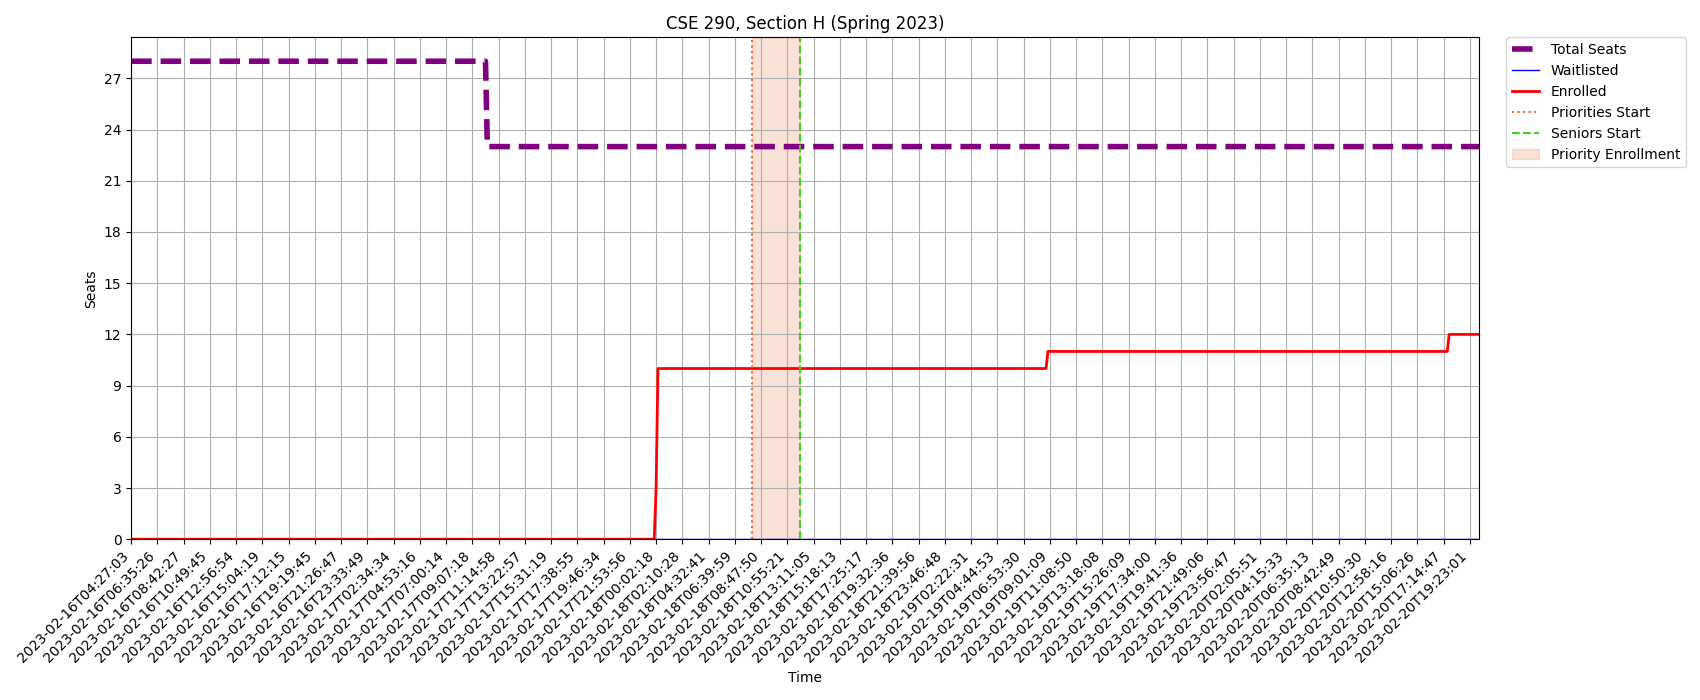 CSE 290, Section H (Spring 2023)
Total Seats
Waitlisted
Enrolled
Priorities Start
Seniors Start
Priority Enrollment
Seats
27
24
21
18
15
12
9
6
3
0
2023-02-16T04:27:03
2023-02-16T06:35:26
2023-02-16T08:42:27
2023-02-16T10:49:45
2023-02-16T12:56:54
2023-02-16T15:04:19
2023-02-16T17:12:15
2023-02-16T19:19:45
2023-02-16T21:26:47
2023-02-16T23:33:49
2023-02-17T02:34:34
2023-02-17T04:53:16
2023-02-17T07:00:14
2023-02-17T09:07:18
2023-02-17T11:14:58
2023-02-17T13:22:57
2023-02-17T15:31:19
2023-02-17T17:38:55
2023-02-17T19:46:34
2023-02-17T21:53:56
2023-02-18T00:02:18
2023-02-18T02:10:28
2023-02-18T04:32:41
2023-02-18T06:39:59
2023-02-18T08:47:50
2023-02-18T10:55:21
2023-02-18T13:11:05
2023-02-18T15:18:13
2023-02-18T17:25:17
2023-02-18T19:32:36
2023-02-18T21:39:56
2023-02-18T23:46:48
2023-02-19T02:22:31
2023-02-19T04:44:53
2023-02-19T06:53:30
2023-02-19T09:01:09
2023-02-19T11:08:50
2023-02-19T13:18:08
2023-02-19T15:26:09
2023-02-19T17:34:00
2023-02-19T19:41:36
2023-02-19T21:49:06
2023-02-19T23:56:47
2023-02-20T02:05:51
2023-02-20T04:15:33
2023-02-20T06:35:13
2023-02-20T08:42:49
2023-02-20T10:50:30
2023-02-20T12:58:16
2023-02-20T15:06:26
2023-02-20T17:14:47
2023-02-20T19:23:01
Time